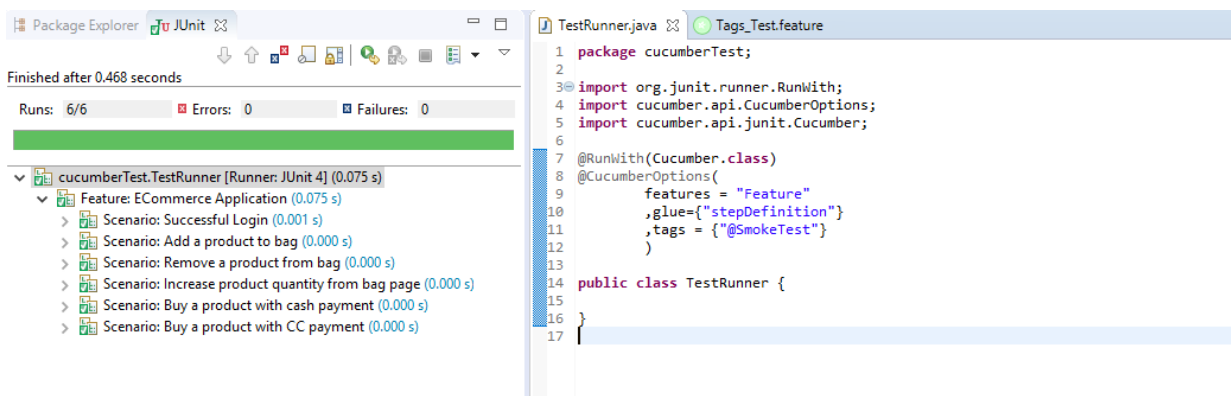 Package Explorer JUnit
Finished after 0.468 seconds
Runs: 6/6 Errors: 0 Failures: 0
cucumberTest.TestRunner [Runner: JUnit 4] (0.075 s)
Feature: ECommerce Application (0.075 s)
Scenario: Successful Login (0.001 s)
Scenario: Add a product to bag (0.000 s)
Scenario: Remove a product from bag (0.000 s)
Scenario: Increase product quantity from bag page (0.000 s)
Scenario: Buy a product with cash payment (0.000 s)
Scenario: Buy a product with CC payment (0.000 s)
TestRunner.java Tags_Test.feature
1 package cucumberTest;
2
3 import org.junit.runner.RunWith;
4 import cucumber.api.CucumberOptions;
5 import cucumber.api.junit.Cucumber;
6
7 @RunWith(Cucumber.class)
8 @CucumberOptions(
9 features = "Feature"
10 ,glue={"stepDefinition"}
11 ,tags = {"@SmokeTest"}
12 )
13
14 public class TestRunner {
15
16 }
17